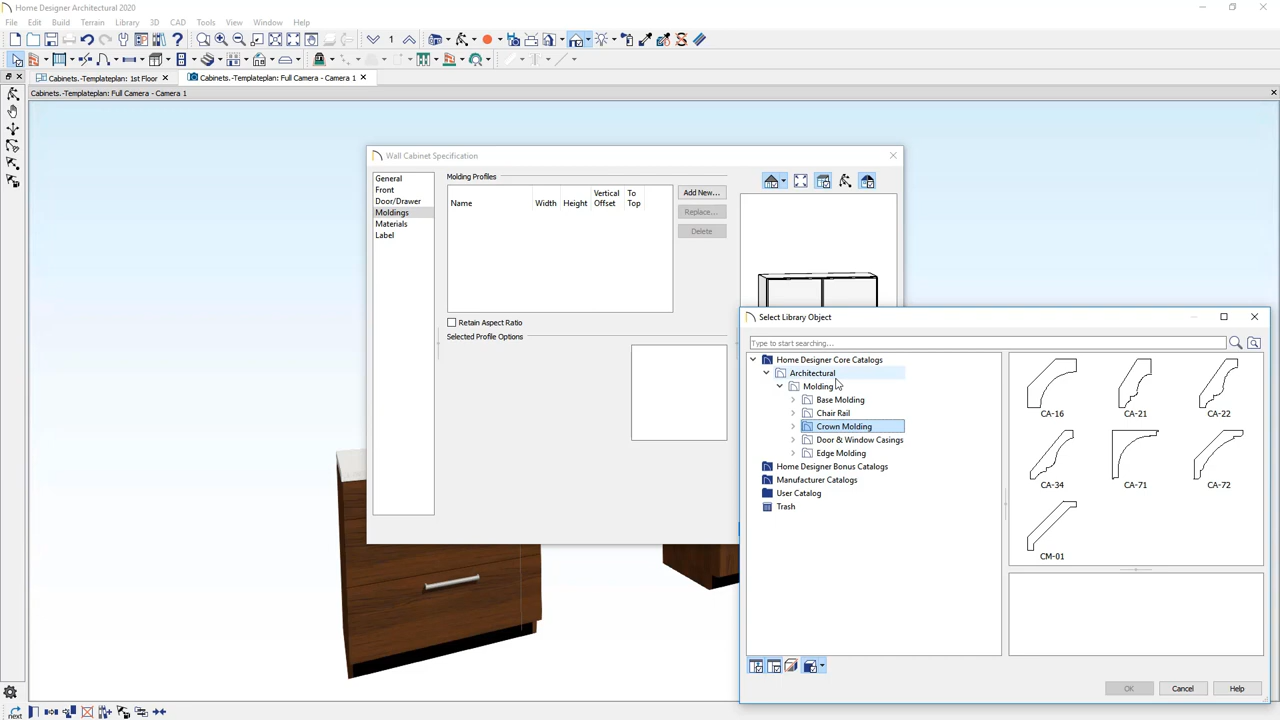 Home Designer Architectural 2020
File Edit Build Terrain Library 3D CAD Tools View Window Help
1
Cabinets.-Templateplan: 1st Floor
Cabinets.-Templateplan: Full Camera - Camera 1
Cabinets.-Templateplan: Full Camera - Camera 1
Wall Cabinet Specification
General
Front
Door/Drawer
Moldings
Materials
Label
Molding Profiles
Name Width Height Vertical Offset To Top
Add New...
Replace...
Delete
Retain Aspect Ratio
Selected Profile Options
Select Library Object
Type to start searching...
Home Designer Core Catalogs
Architectural
Molding
Base Molding
Chair Rail
Crown Molding
Door & Window Casings
Edge Molding
Home Designer Bonus Catalogs
Manufacturer Catalogs
User Catalog
Trash
CA-16 CA-21 CA-22
CA-34 CA-71 CA-72
CM-01
OK Cancel Help
next